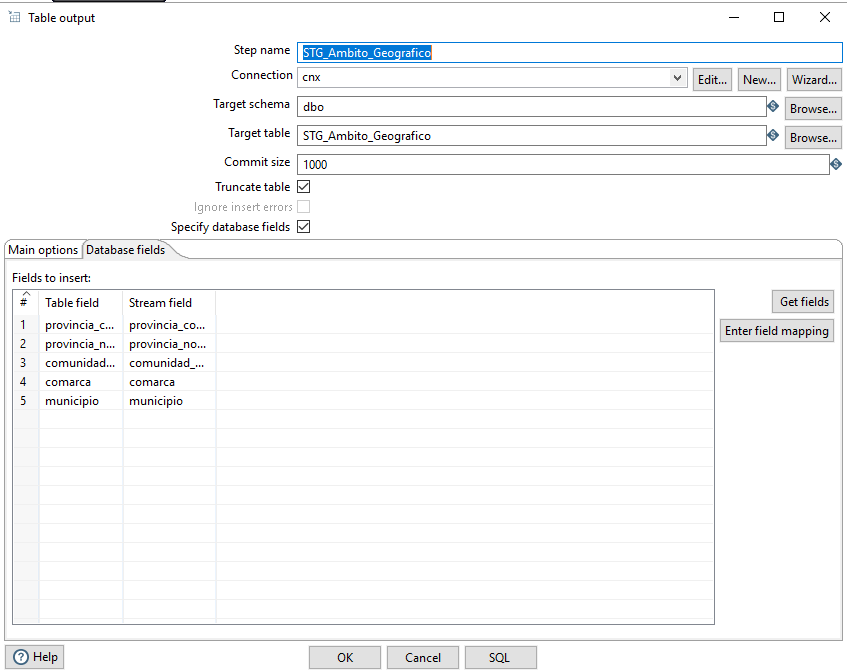 Table output
Step name STG_Ambito_Geografico
Connection cnx Edit... New... Wizard...
Target schema dbo Browse...
Target table STG_Ambito_Geografico Browse...
Commit size 1000
Truncate table
Ignore insert errors
Specify database fields
Main options Database fields
Fields to insert:
# Table field Stream field
Get fields
1 provincia_c... provincia_co...
Enter field mapping
2 provincia_n... provincia_no...
3 comunidad... comunidad_...
4 comarca comarca
5 municipio municipio
Help OK Cancel SQL